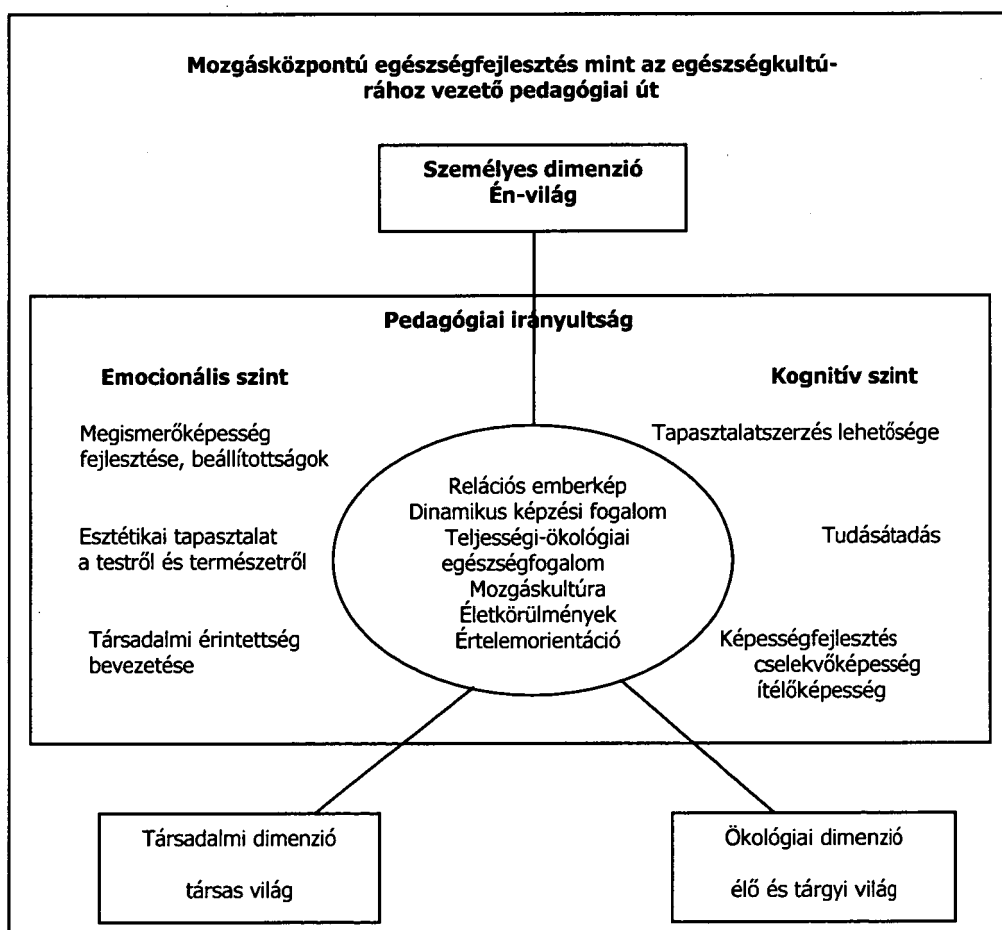 Mozgásközpontú egészségfejlesztés mint az egészségkultú-
rához vezető pedagógiai út
Személyes dimenzió
Én-világ
Pedagógiai irányultság
Emocionális szint
Megismerőképesség
fejlesztése, beállítottságok
Esztétikai tapasztalat
a testről és természetről
Társadalmi érintettség
bevezetése
Relációs emberkép
Dinamikus képzési fogalom
Teljességi-ökológiai
egészségfogalom
Mozgáskultúra
Életkörülmények
Értelemorientáció
Kognitív szint
Tapasztalatszerzés lehetősége
Tudásátadás
Képességfejlesztés
cselekvőképesség
ítélőképesség
Társadalmi dimenzió
társas világ
Ökológiai dimenzió
élő és tárgyi világ